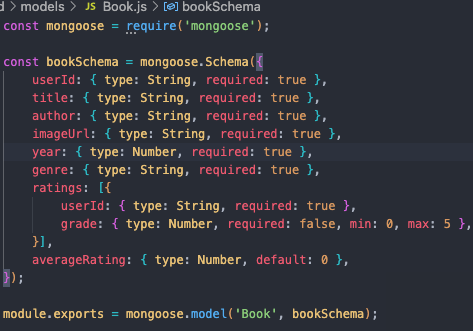 d > models > JS Book.js > bookSchema
const mongoose = require('mongoose');
const bookSchema = mongoose.Schema({
    userId: { type: String, required: true },
    title: { type: String, required: true },
    author: { type: String, required: true },
    imageUrl: { type: String, required: true },
    year: { type: Number, required: true },
    genre: { type: String, required: true },
    ratings: [{
        userId: { type: String, required: true },
        grade: { type: Number, required: false, min: 0, max: 5 },
    }],
    averageRating: { type: Number, default: 0 },
});
module.exports = mongoose.model('Book', bookSchema);